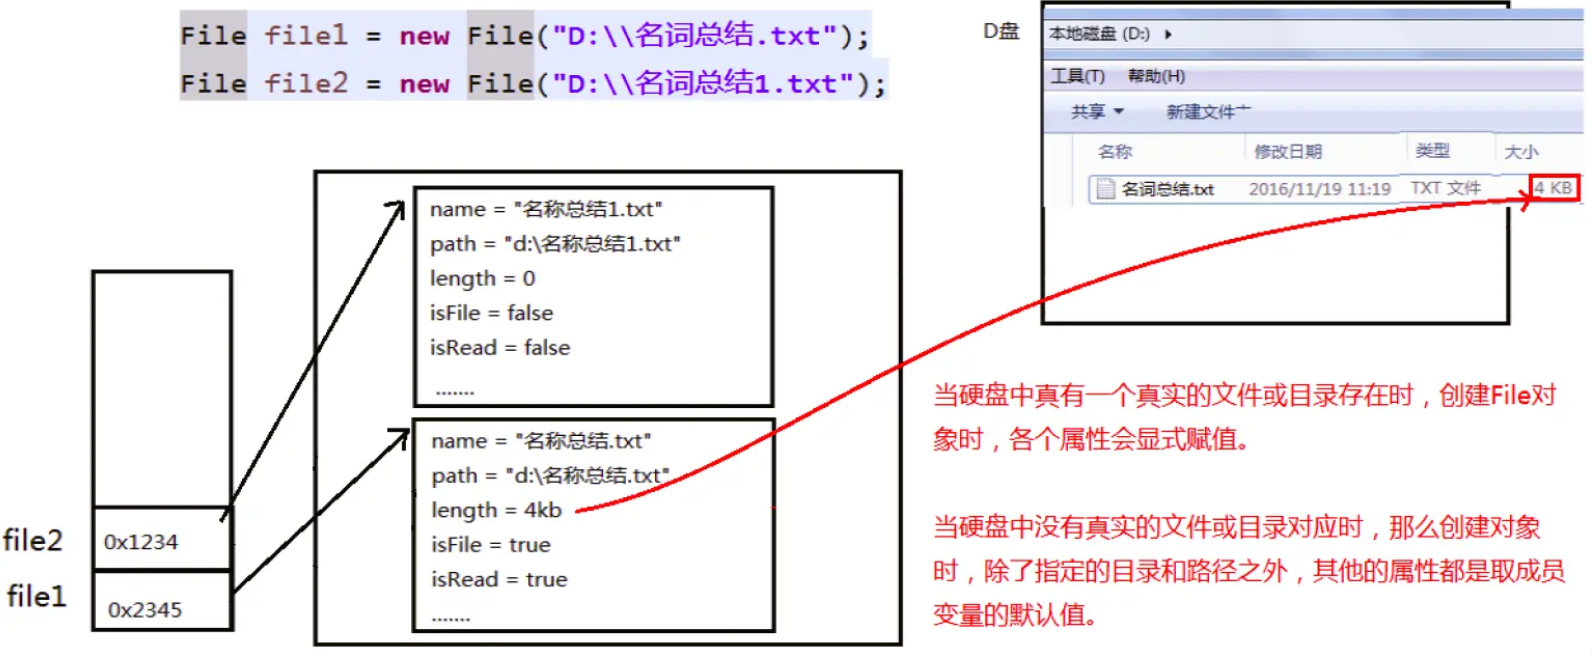 File file1 = new File("D:\\名词总结.txt");
File file2 = new File("D:\\名词总结1.txt");
D盘
本地磁盘 (D:)
工具(T) 帮助(H)
共享 新建文件
名称 修改日期 类型 大小
名词总结.txt 2016/11/19 11:19 TXT 文件 4 KB
name = "名称总结1.txt"
path = "d:\名称总结1.txt"
length = 0
isFile = false
isRead = false
.......
name = "名称总结.txt"
path = "d:\名称总结.txt"
length = 4kb
isFile = true
isRead = true
.......
file2 0x1234
file1 0x2345
当硬盘中真有一个真实的文件或目录存在时，创建File对
象时，各个属性会显式赋值。
当硬盘中没有真实的文件或目录对应时，那么创建对象
时，除了指定的目录和路径之外，其他的属性都是取成员
变量的默认值。